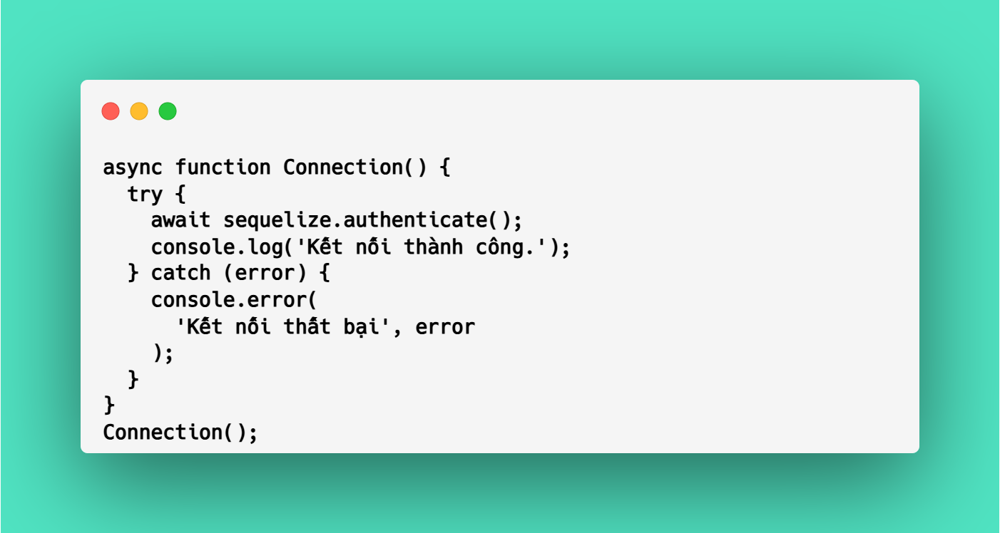 async function Connection() {
  try {
    await sequelize.authenticate();
    console.log('Kết nối thành công.');
  } catch (error) {
    console.error(
      'Kết nối thất bại', error
    );
  }
}
Connection();